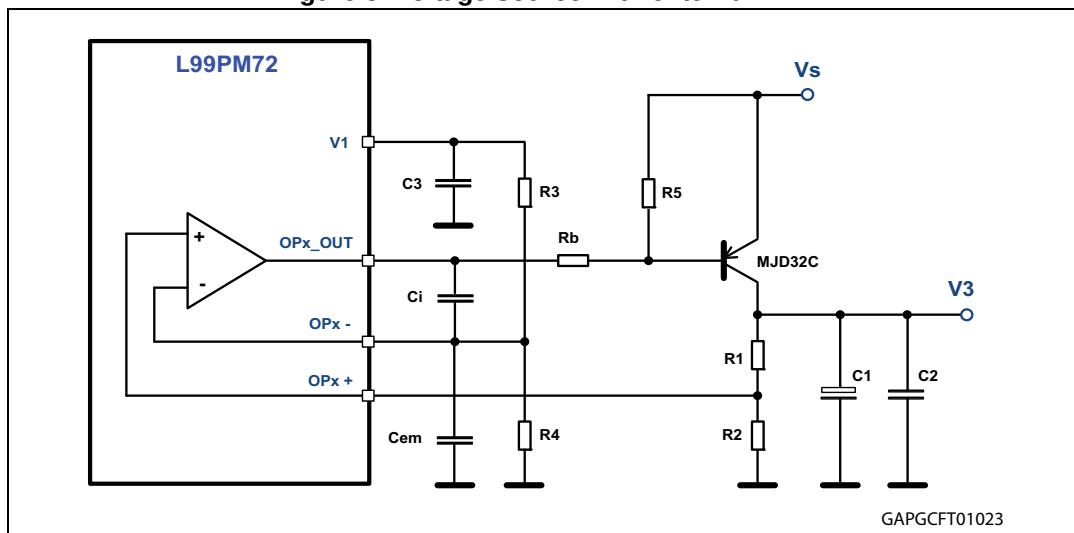 L99PM72
Vs
V1
C3
R3
R5
OPx_OUT
Rb
MJD32C
+
-
Ci
V3
OPx -
R1
C1
C2
OPx +
Cem
R4
R2
GAPGCFT01023